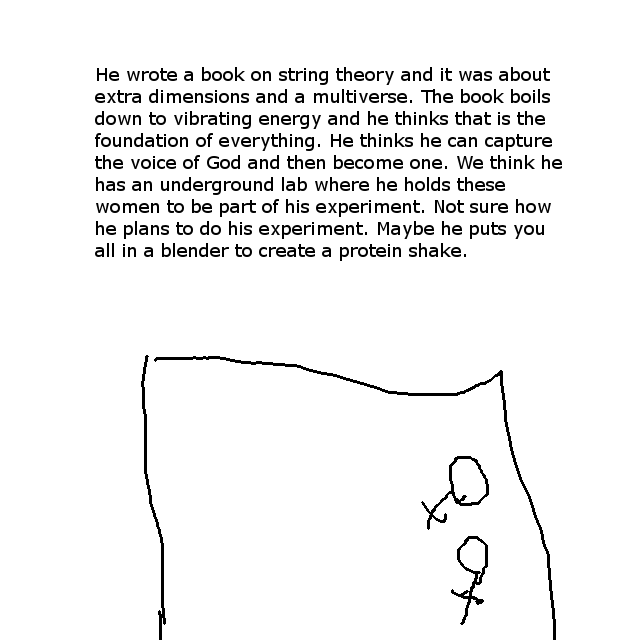 He wrote a book on string theory and it was about
extra dimensions and a multiverse. The book boils
down to vibrating energy and he thinks that is the
foundation of everything. He thinks he can capture
the voice of God and then become one. We think he
has an underground lab where he holds these
women to be part of his experiment. Not sure how
he plans to do his experiment. Maybe he puts you
all in a blender to create a protein shake.